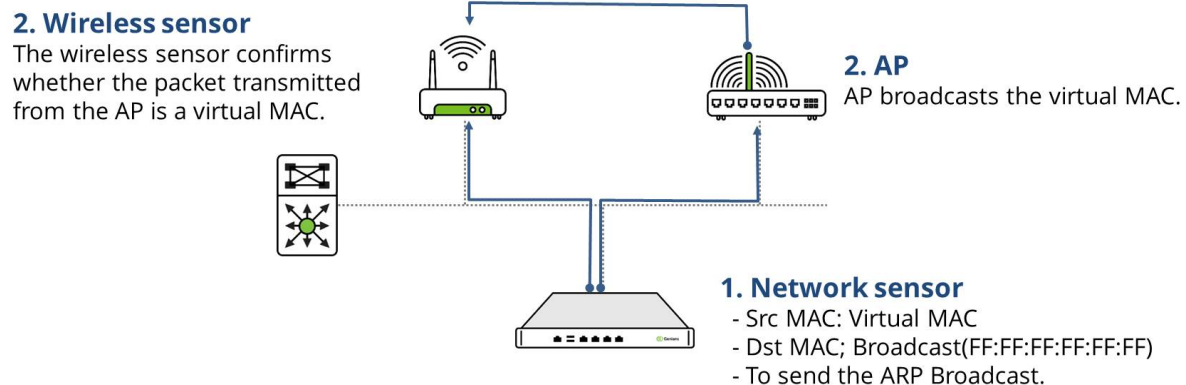 2. Wireless sensor
The wireless sensor confirms
whether the packet transmitted
from the AP is a virtual MAC.
2. AP
AP broadcasts the virtual MAC.
1. Network sensor
- Src MAC: Virtual MAC
- Dst MAC; Broadcast(FF:FF:FF:FF:FF:FF)
- To send the ARP Broadcast.